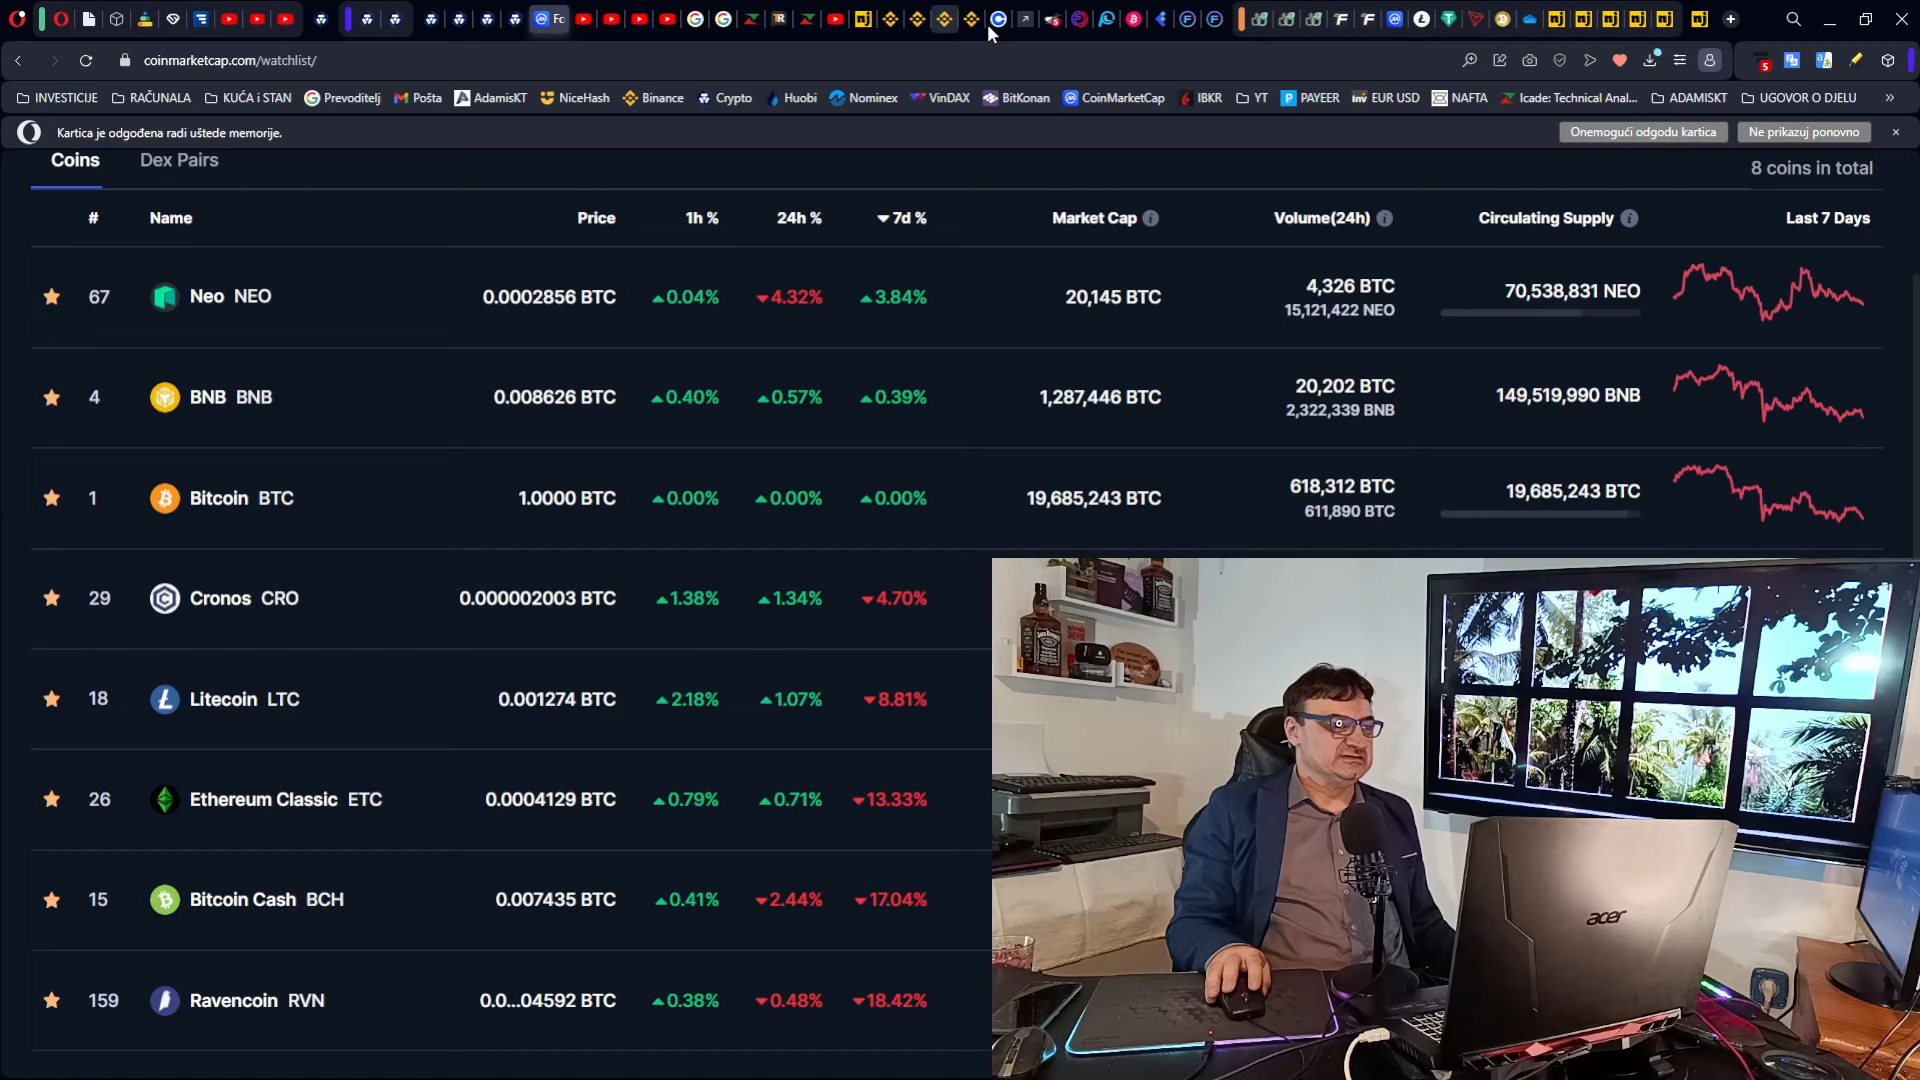 Fc
coinmarketcap.com/watchlist/
5
INVESTICIJE RAČUNALA KUĆA i STAN Prevoditelj Pošta AdamisKT NiceHash Binance Crypto Huobi Nominex VinDAX BitKonan CoinMarketCap IBKR YT PAYEER EUR USD NAFTA Icade: Technical Anal... ADAMISKT UGOVOR O DJELU »
Kartica je odgođena radi uštede memorije. Onemogući odgodu kartica Ne prikazuj ponovno ×
Coins Dex Pairs 8 coins in total
# Name Price 1h % 24h % 7d % Market Cap Volume(24h) Circulating Supply Last 7 Days
67 Neo NEO 0.0002856 BTC 0.04% 4.32% 3.84% 20,145 BTC 4,326 BTC 70,538,831 NEO
15,121,422 NEO
4 BNB BNB 0.008626 BTC 0.40% 0.57% 0.39% 1,287,446 BTC 20,202 BTC 149,519,990 BNB
2,322,339 BNB
1 Bitcoin BTC 1.0000 BTC 0.00% 0.00% 0.00% 19,685,243 BTC 618,312 BTC 19,685,243 BTC
611,890 BTC
29 Cronos CRO 0.000002003 BTC 1.38% 1.34% 4.70%
18 Litecoin LTC 0.001274 BTC 2.18% 1.07% 8.81%
26 Ethereum Classic ETC 0.0004129 BTC 0.79% 0.71% 13.33%
15 Bitcoin Cash BCH 0.007435 BTC 0.41% 2.44% 17.04%
159 Ravencoin RVN 0.0...04592 BTC 0.38% 0.48% 18.42%
acer